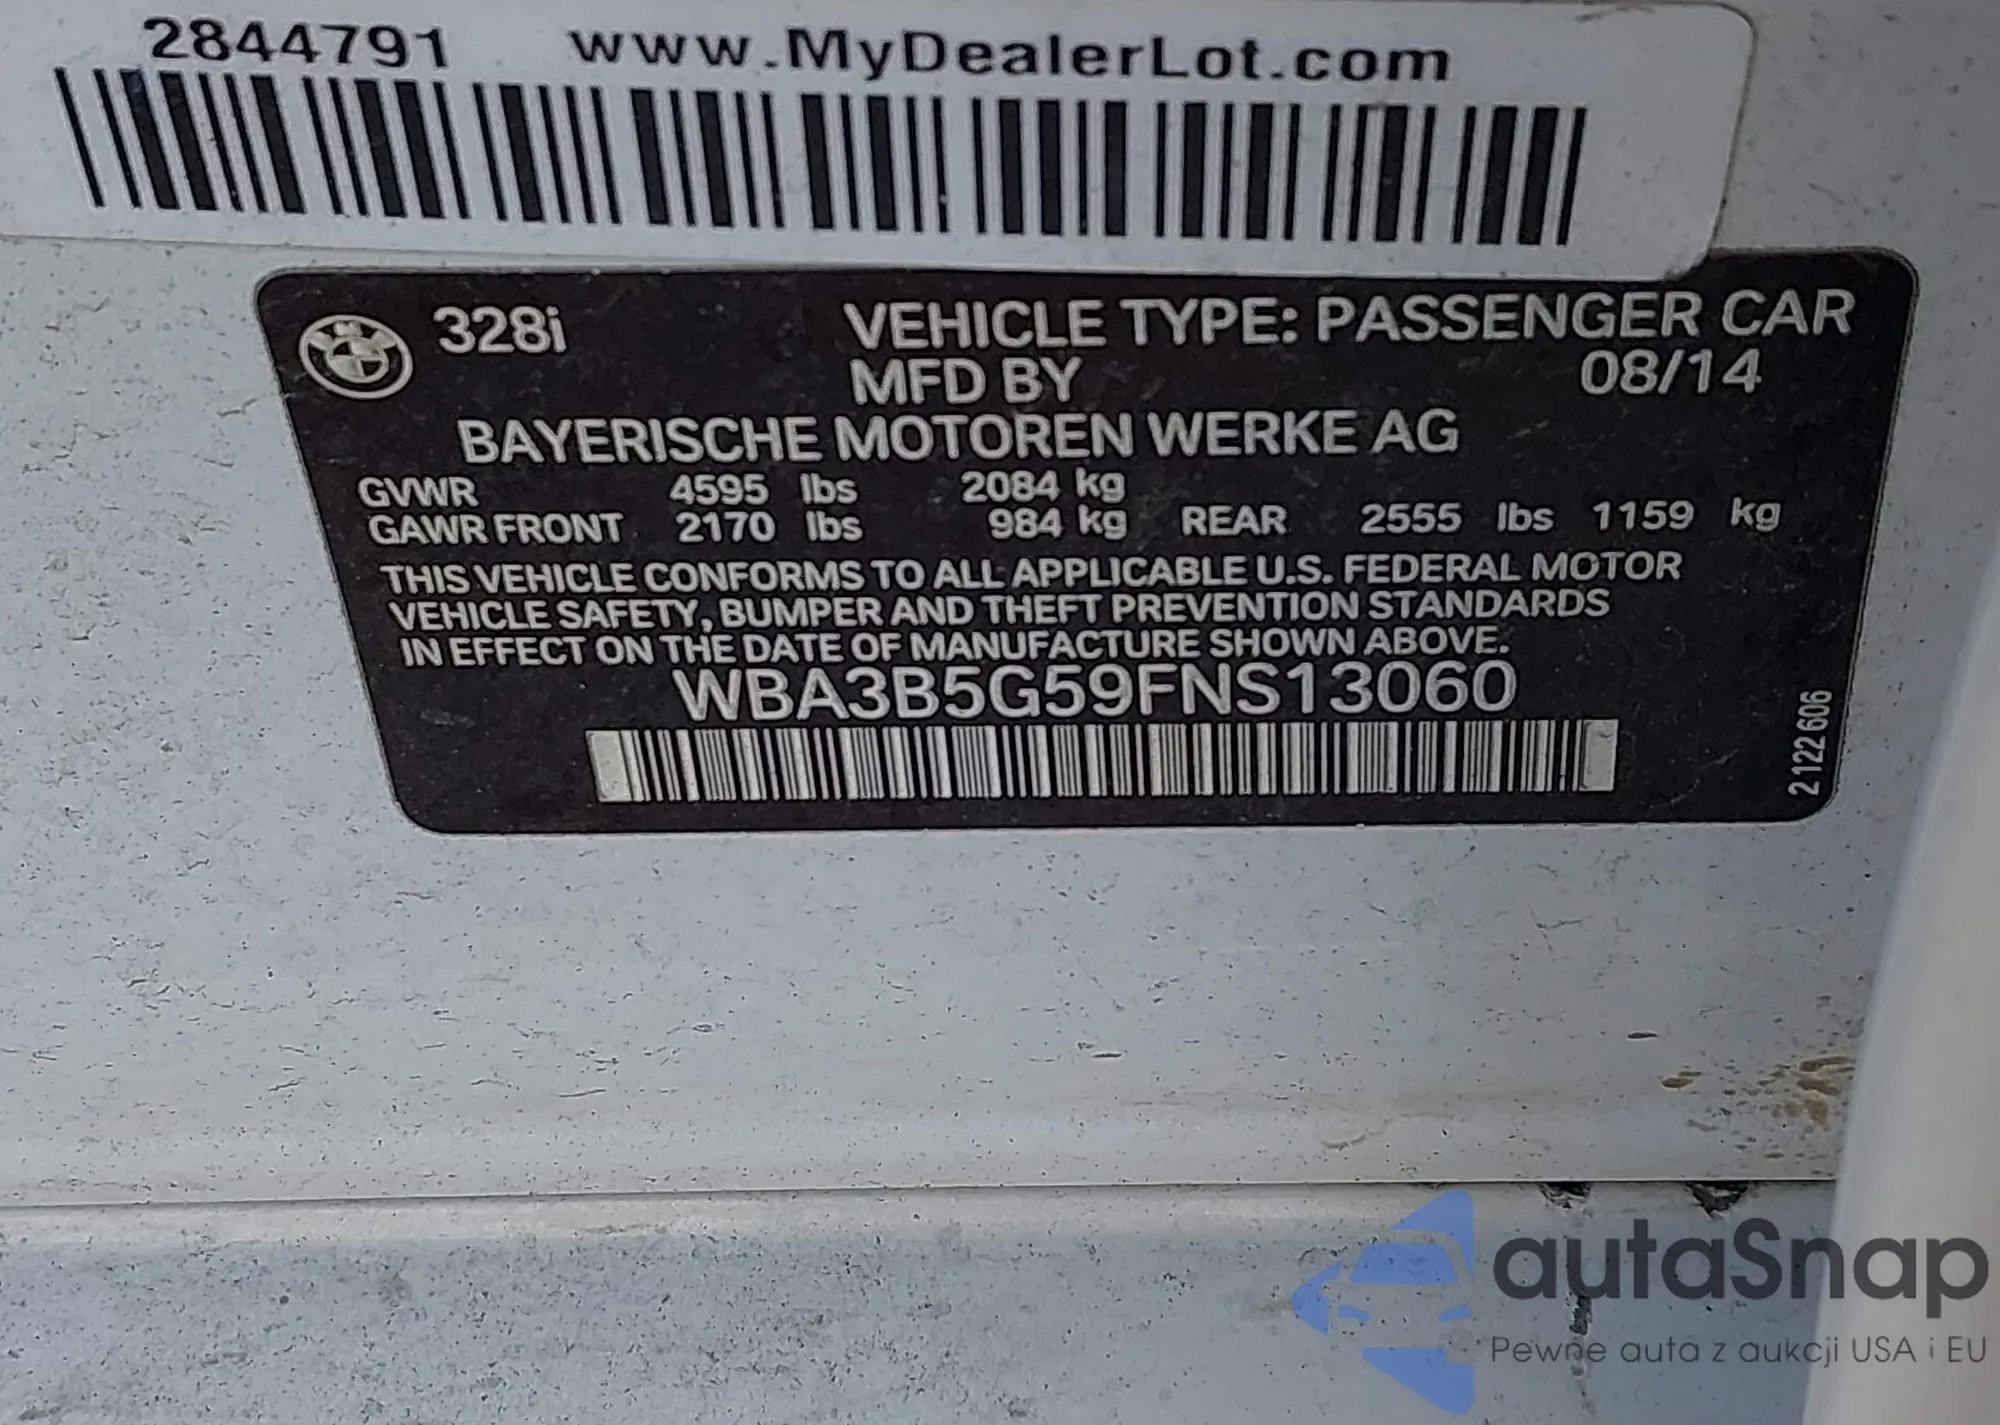 2844791 www.MyDealerLot.com
328i VEHICLE TYPE: PASSENGER CAR
MFD BY 08/14
BAYERISCHE MOTOREN WERKE AG
GVWR 4595 lbs 2084 kg
GAWR FRONT 2170 lbs 984 kg REAR 2555 lbs 1159 kg
THIS VEHICLE CONFORMS TO ALL APPLICABLE U.S. FEDERAL MOTOR
VEHICLE SAFETY, BUMPER AND THEFT PREVENTION STANDARDS
IN EFFECT ON THE DATE OF MANUFACTURE SHOWN ABOVE.
WBA3B5G59FNS13060
2 122 606
autaSnap
Pewne auta z aukcji USA i EU